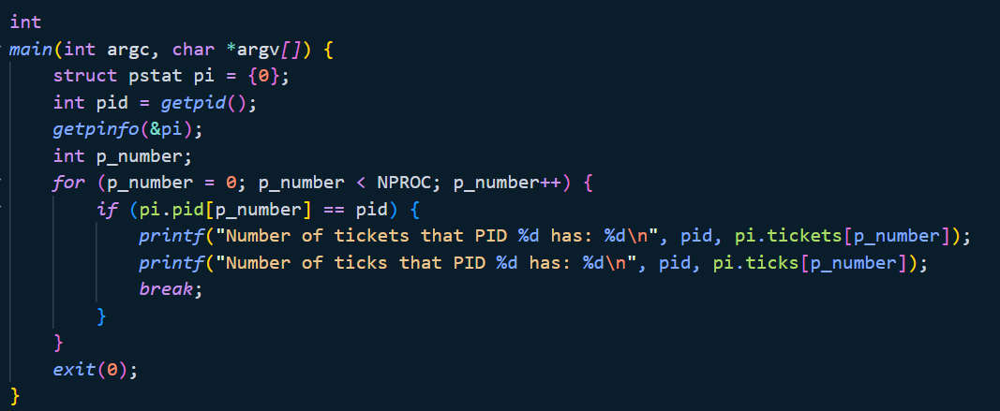 int
main(int argc, char *argv[]) {
    struct pstat pi = {0};
    int pid = getpid();
    getpinfo(&pi);
    int p_number;
    for (p_number = 0; p_number < NPROC; p_number++) {
        if (pi.pid[p_number] == pid) {
            printf("Number of tickets that PID %d has: %d\n", pid, pi.tickets[p_number]);
            printf("Number of ticks that PID %d has: %d\n", pid, pi.ticks[p_number]);
            break;
        }
    }
    exit(0);
}